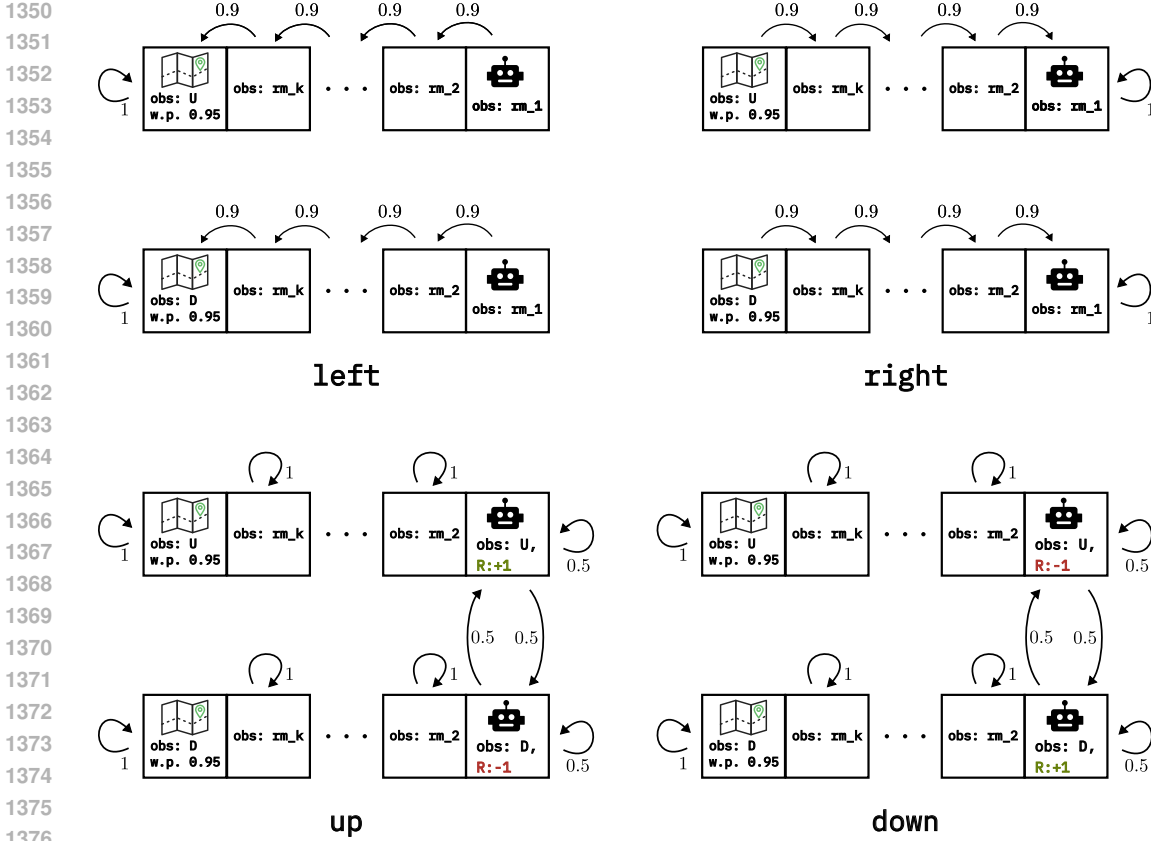 1350
0.9 0.9 0.9 0.9 0.9 0.9 0.9 0.9
1351
1352
obs: rm_k . . . obs: rm_2 obs: rm_k . . . obs: rm_2
1353
obs: U obs: rm_1 obs: U obs: rm_1
1 w.p. 0.95 w.p. 0.95 1
1354
1355
1356
0.9 0.9 0.9 0.9 0.9 0.9 0.9 0.9
1357
1358
obs: rm_k . . . obs: rm_2 obs: rm_k . . . obs: rm_2
1359
obs: D obs: rm_1 obs: D obs: rm_1
1 w.p. 0.95 w.p. 0.95 1
1360
1361
left right
1362
1363
1364
1 1 1 1
1365
1366
obs: rm_k . . . obs: rm_2 obs: rm_k . . . obs: rm_2
1367
obs: U obs: U, obs: U obs: U,
1 w.p. 0.95 R:+1 0.5 1 w.p. 0.95 R:-1 0.5
1368
1369
0.5 0.5 0.5 0.5
1370
1371
1 1 1 1
1372
obs: rm_k . . . obs: rm_2 obs: rm_k . . . obs: rm_2
1373
obs: D obs: D, obs: D obs: D,
1 w.p. 0.95 R:-1 0.5 1 w.p. 0.95 R:+1 0.5
1374
1375
up down
1376